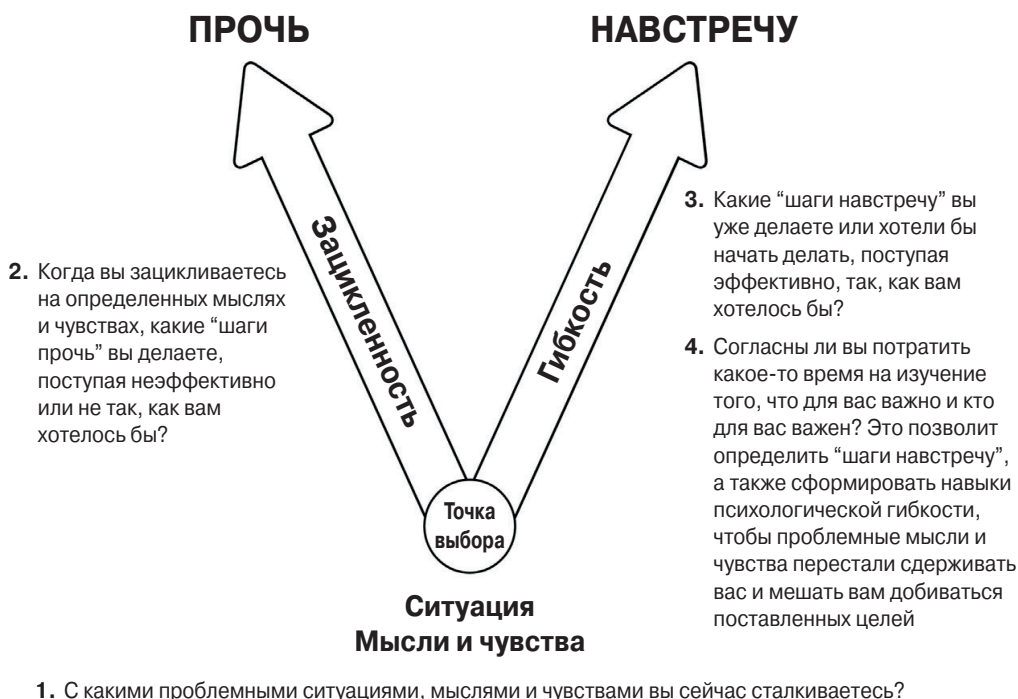 ПРОЧЬ
НАВСТРЕЧУ
Зацикленность
Гибкость
2. Когда вы зацикливаетесь
на определенных мыслях
и чувствах, какие “шаги
прочь” вы делаете,
поступая неэффективно
или не так, как вам
хотелось бы?
3. Какие “шаги навстречу” вы
уже делаете или хотели бы
начать делать, поступая
эффективно, так, как вам
хотелось бы?
4. Согласны ли вы потратить
какое-то время на изучение
того, что для вас важно и кто
для вас важен? Это позволит
определить “шаги навстречу”,
а также сформировать навыки
психологической гибкости,
чтобы проблемные мысли и
чувства перестали сдерживать
вас и мешать вам добиваться
поставленных целей
Точка
выбора
Ситуация
Мысли и чувства
1. С какими проблемными ситуациями, мыслями и чувствами вы сейчас сталкиваетесь?